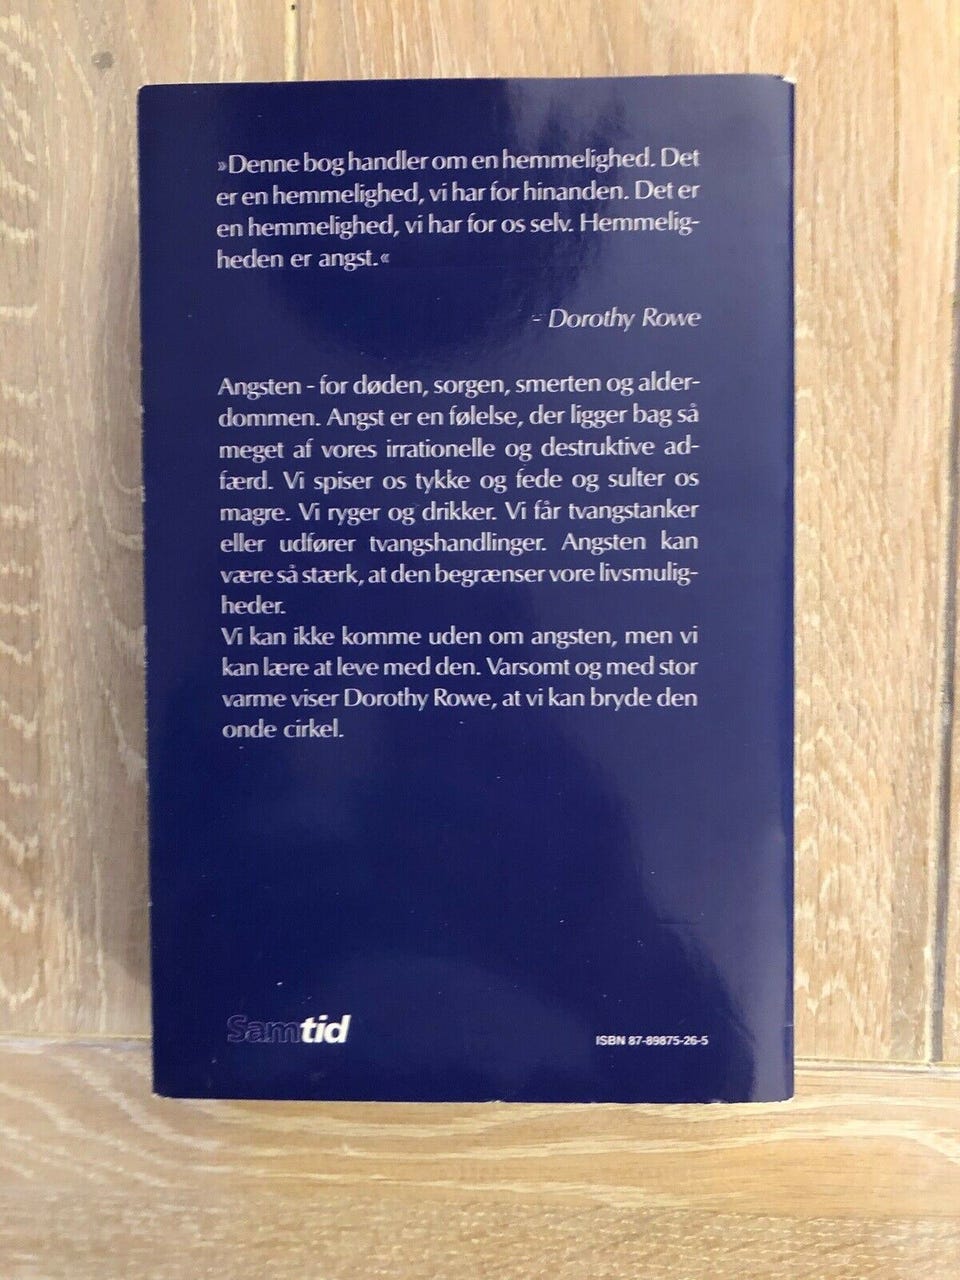 »Denne bog handler om en hemmelighed. Det
er en hemmelighed, vi har for hinanden. Det er
en hemmelighed, vi har for os selv. Hemmelig-
heden er angst.«
- Dorothy Rowe
Angsten - for døden, sorgen, smerten og alder-
dommen. Angst er en følelse, der ligger bag så
meget af vores irrationelle og destruktive ad-
færd. Vi spiser os tykke og fede og sulter os
magre. Vi ryger og drikker. Vi får tvangstanker
eller udfører tvangshandlinger. Angsten kan
være så stærk, at den begrænser vore livsmulig-
heder.
Vi kan ikke komme uden om angsten, men vi
kan lære at leve med den. Varsomt og med stor
varme viser Dorothy Rowe, at vi kan bryde den
onde cirkel.
Samtid
ISBN 87-89875-26-5